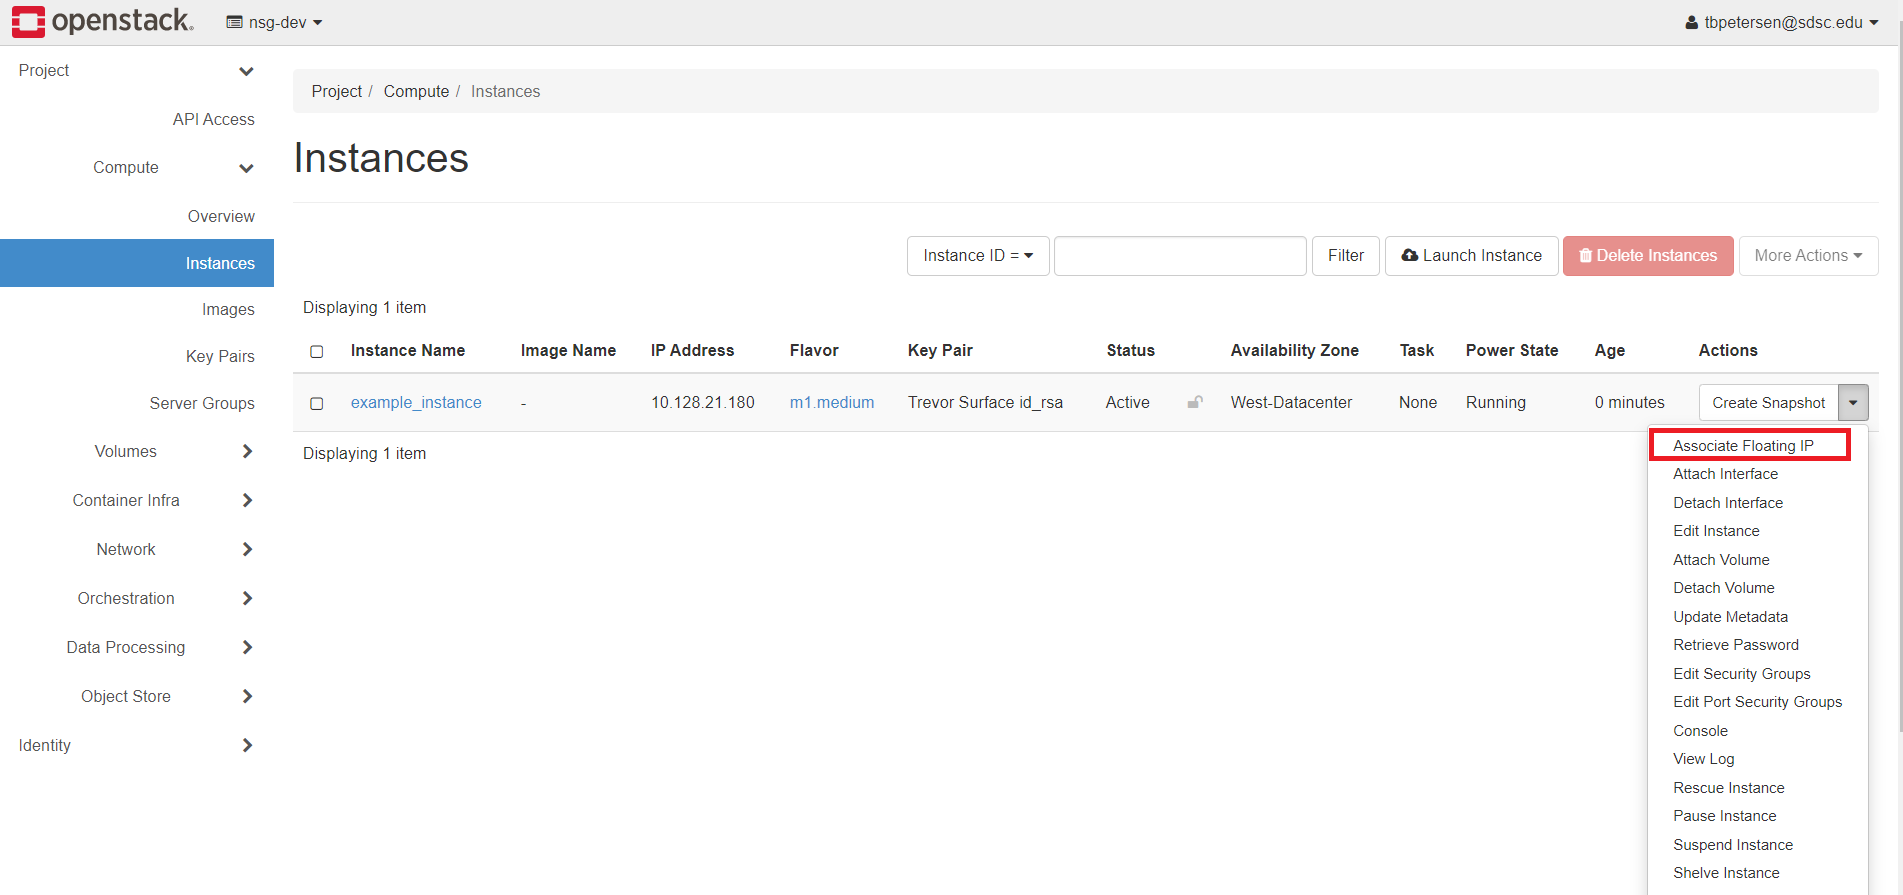 openstack.
nsg-dev
tbpetersen@sdsc.edu
Project
API Access
Compute
Overview
Instances
Images
Key Pairs
Server Groups
Volumes
Container Infra
Network
Orchestration
Data Processing
Object Store
Identity
Project / Compute / Instances
Instances
Instance ID = Filter Launch Instance Delete Instances More Actions
Displaying 1 item
Instance Name Image Name IP Address Flavor Key Pair Status Availability Zone Task Power State Age Actions
example_instance - 10.128.21.180 m1.medium Trevor Surface id_rsa Active West-Datacenter None Running 0 minutes Create Snapshot
Displaying 1 item
Associate Floating IP
Attach Interface
Detach Interface
Edit Instance
Attach Volume
Detach Volume
Update Metadata
Retrieve Password
Edit Security Groups
Edit Port Security Groups
Console
View Log
Rescue Instance
Pause Instance
Suspend Instance
Shelve Instance